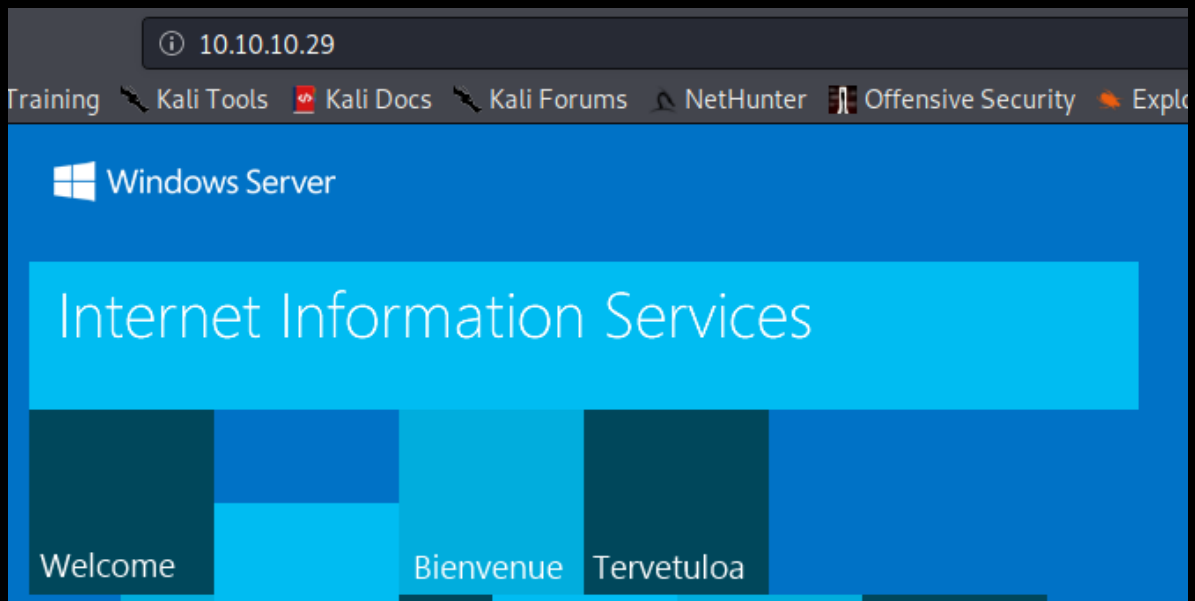 10.10.10.29
Training Kali Tools Kali Docs Kali Forums NetHunter Offensive Security Explo
Windows Server
Internet Information Services
Welcome Bienvenue Tervetuloa